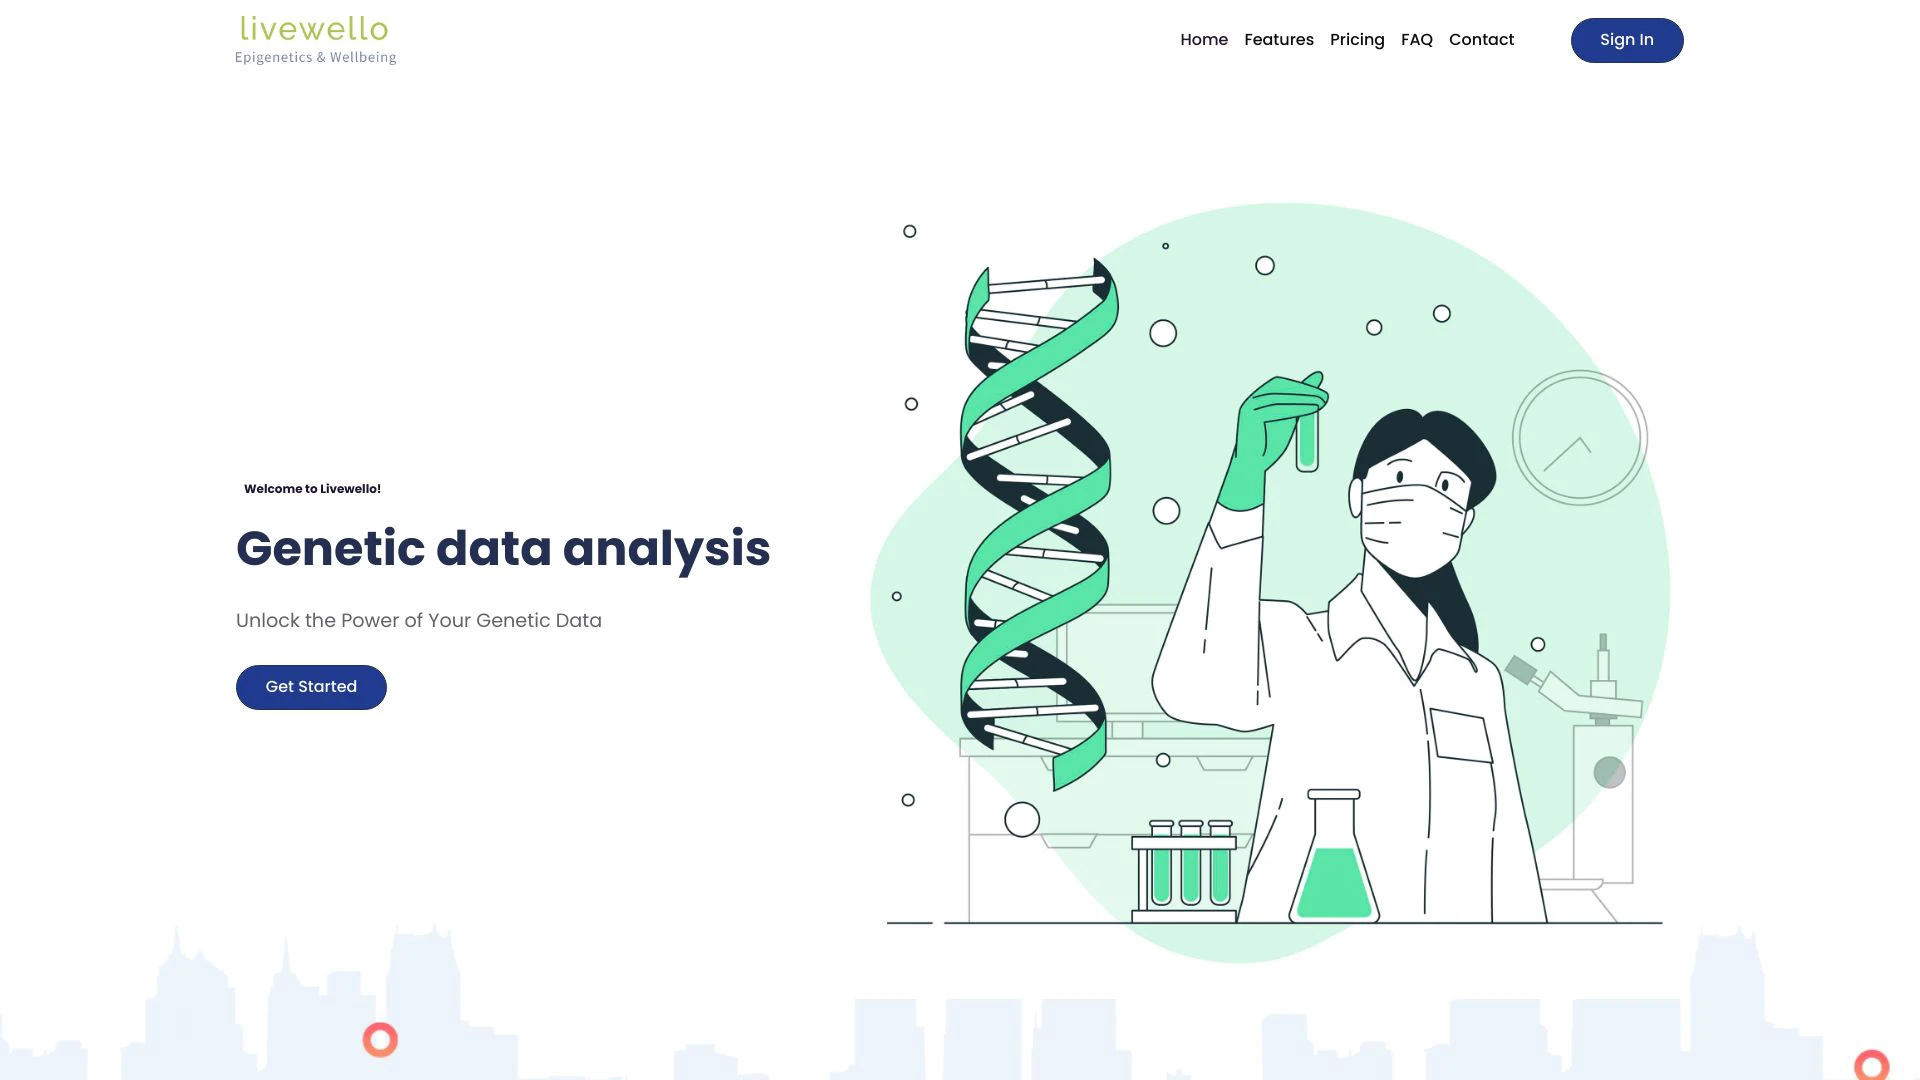 livewello
Epigenetics & Wellbeing
Home Features Pricing FAQ Contact Sign In
Welcome to Livewello!
Genetic data analysis
Unlock the Power of Your Genetic Data
Get Started